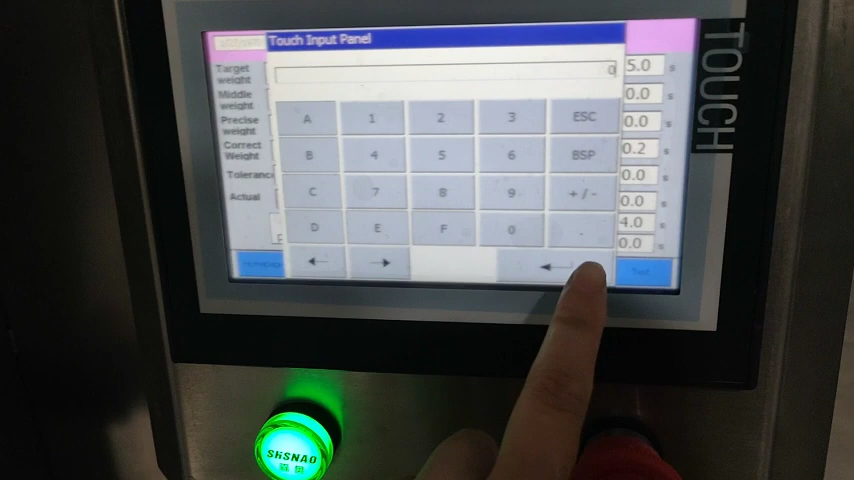 Touch Input Panel
0
Target weight
5.0 s
Middle weight
0.0 s
Precise weight
0.0 s
Correct Weight
0.2 s
Toleranc
0.0 s
Actual
0.0 s
4.0 s
0.0 s
A 1 2 3 ESC
B 4 5 6 BSP
C 7 8 9 +/-
D E F 0 .
Test
TOUCH
SHSNAO